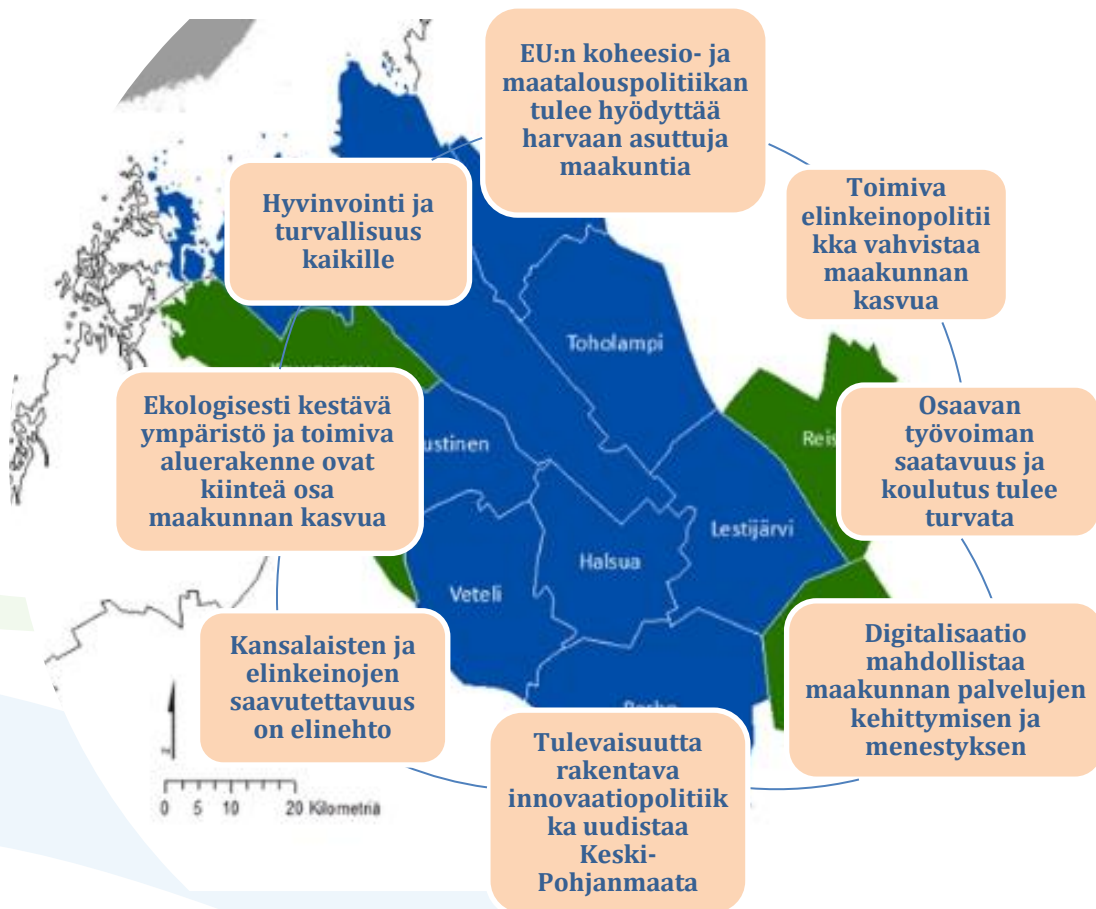 EU:n koheesio- ja
maatalouspolitiikan
tulee hyödyttää
harvaan asuttuja
maakuntia
Toimiva
elinkeinopolitii
kka vahvistaa
maakunnan
kasvua
Osaavan
työvoiman
saatavuus ja
koulutus tulee
turvata
Digitalisaatio
mahdollistaa
maakunnan palvelujen
kehittymisen ja
menestyksen
Tulevaisuutta
rakentava
innovaatiopolitiik
ka uudistaa
Keski-
Pohjanmaata
Kansalaisten ja
elinkeinojen
saavutettavuus
on elinehto
Ekologisesti kestävä
ympäristö ja toimiva
aluerakenne ovat
kiinteä osa
maakunnan kasvua
Hyvinvointi ja
turvallisuus
kaikille
Toholampi
ustinen
Reis
Lestijärvi
Halsua
Veteli
0 5 10 20 Kilometriä